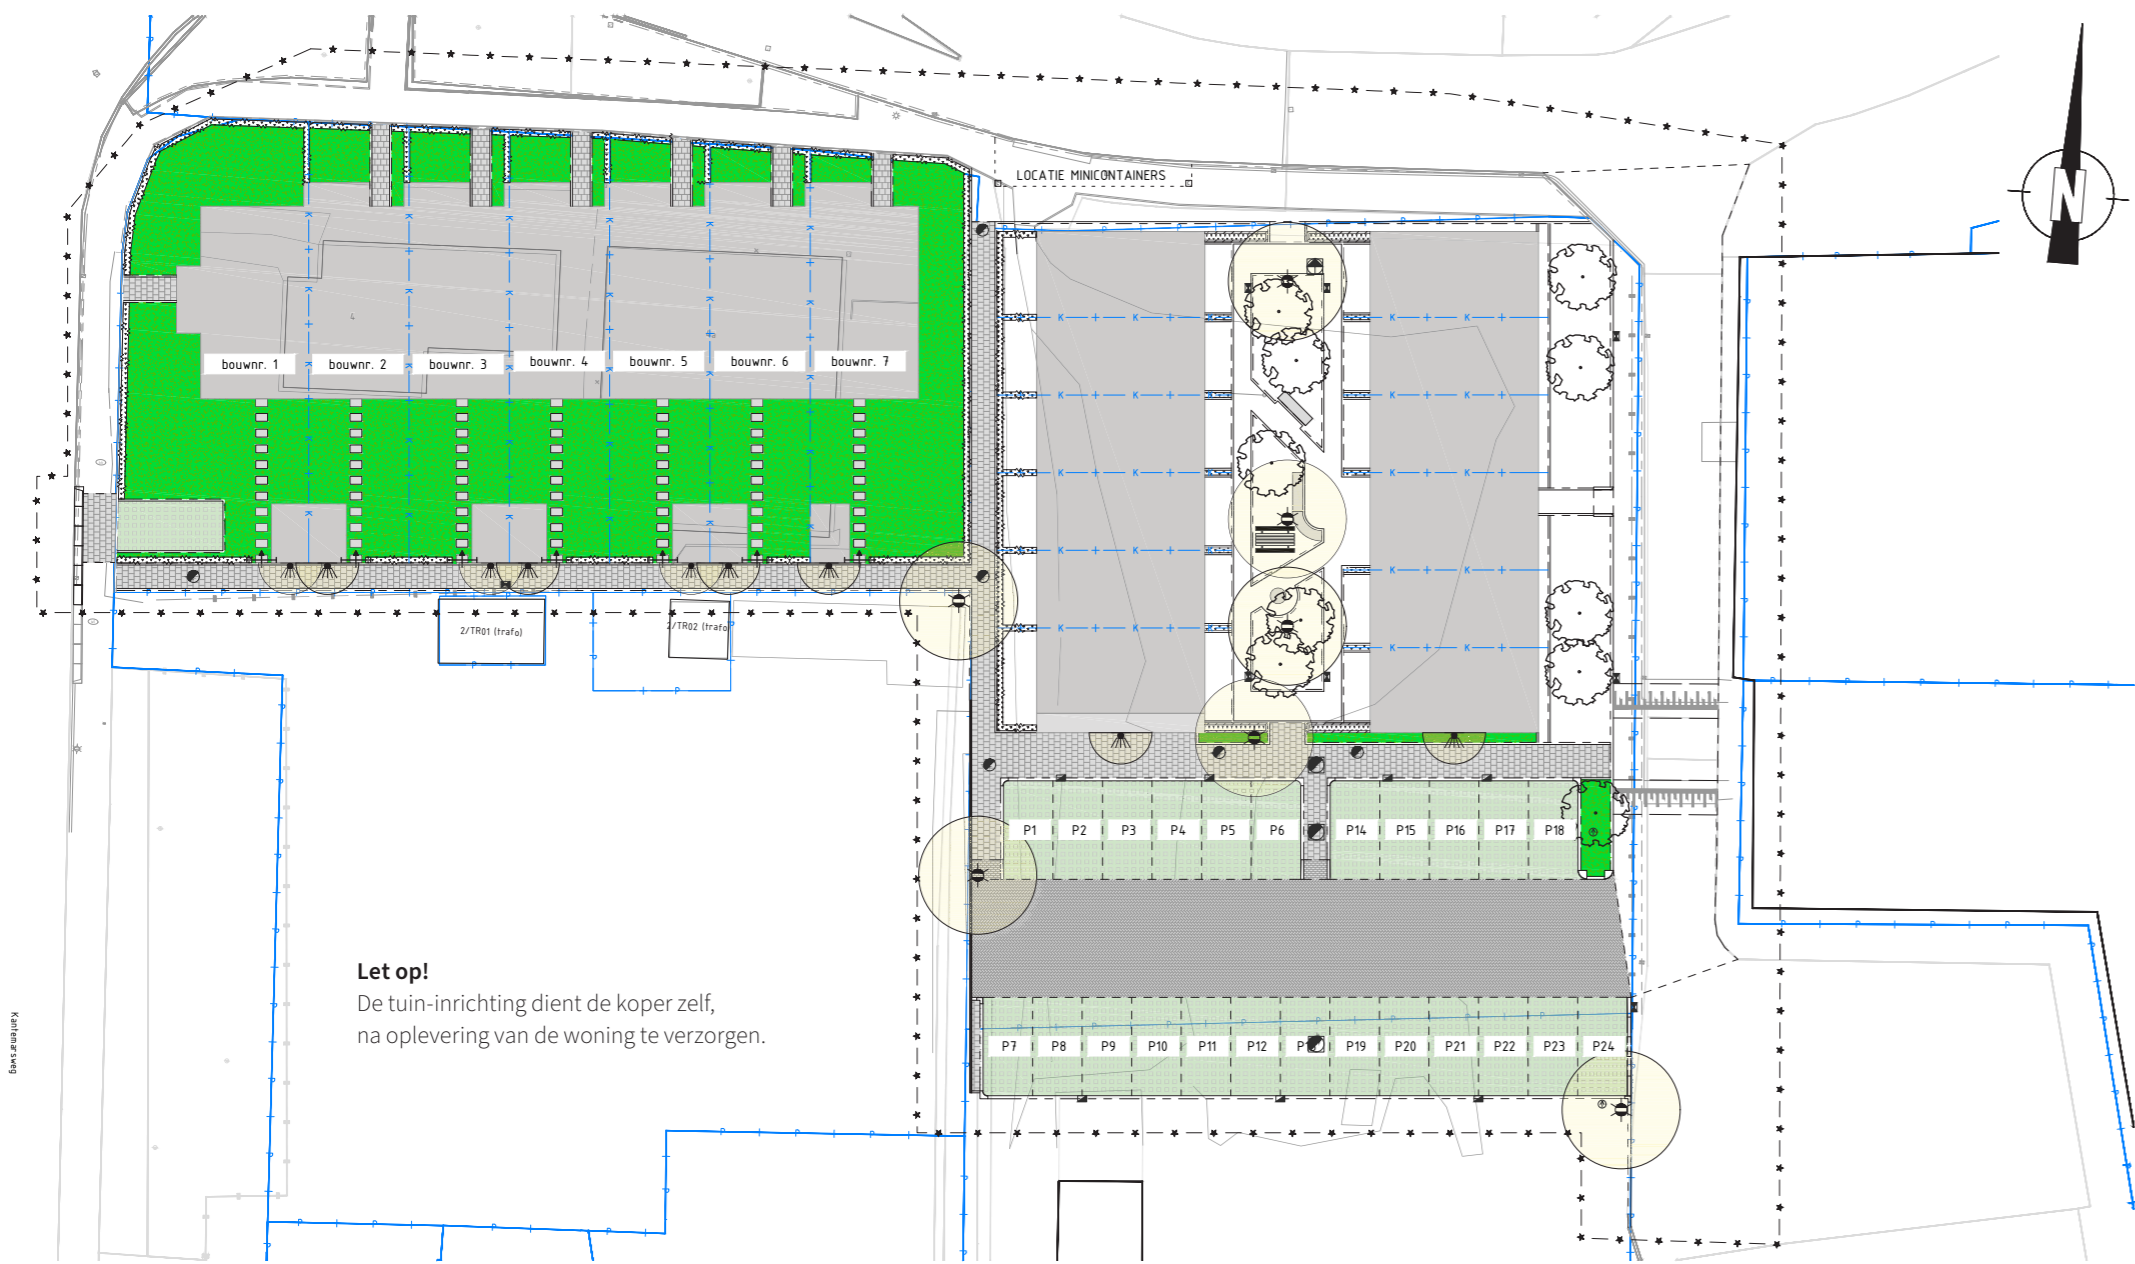 N
LOCATIE MINICONTAINERS
bouwnr. 1
bouwnr. 2
bouwnr. 3
bouwnr. 4
bouwnr. 5
bouwnr. 6
bouwnr. 7
2/TR01 (trafo)
2/TR02 (trafo
P1 P2 P3 P4 P5 P6 P14 P15 P16 P17 P18
Let op!
De tuin-inrichting dient de koper zelf,
na oplevering van de woning te verzorgen.
P7 P8 P9 P10 P11 P12 P19 P20 P21 P22 P23 P24
Kantemarsweg